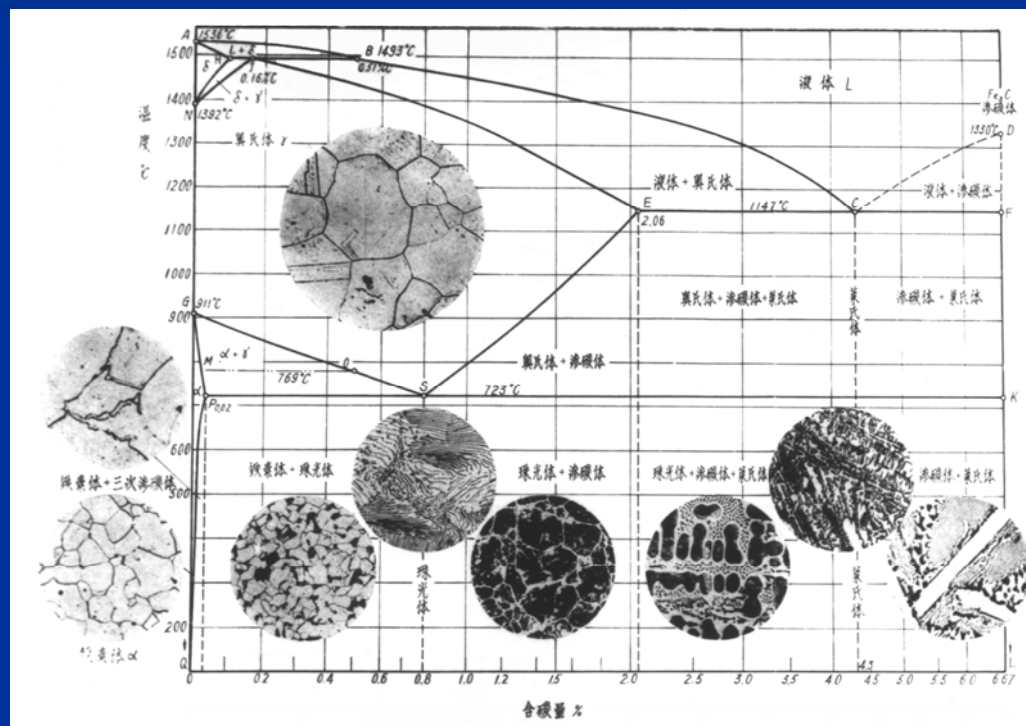 A
1536°C
1500
L + δ
H
B 1493°C
J
0.51%C
0.16%C
δ
δ + γ
液体 L
1400
N 1392°C
Fe₃C
渗碳体
1330°C
D
温度℃
1300
奥氏体 γ
1200
液体 + 奥氏体
液体 + 渗碳体
E
1147°C
C
F
2.06
1100
1000
奥氏体+渗碳体+莱氏体
莱氏体
渗碳体 + 莱氏体
G 911°C
900
M
α + γ
O
奥氏体 + 渗碳体
769°C
S
723°C
α
P 0.02
K
600
铁素体 + 珠光体
珠光体 + 渗碳体
珠光体+渗碳体+莱氏体
渗碳体+莱氏体
铁素体+三次渗碳体
500
珠光体
莱氏体
200
铁素体 α
Q
4.3
L
0
0.2
0.4
0.6
0.8
1.0
2.0
2.5
3.0
3.5
4.0
4.5
5.0
5.5
6.0
6.67
含碳量 %